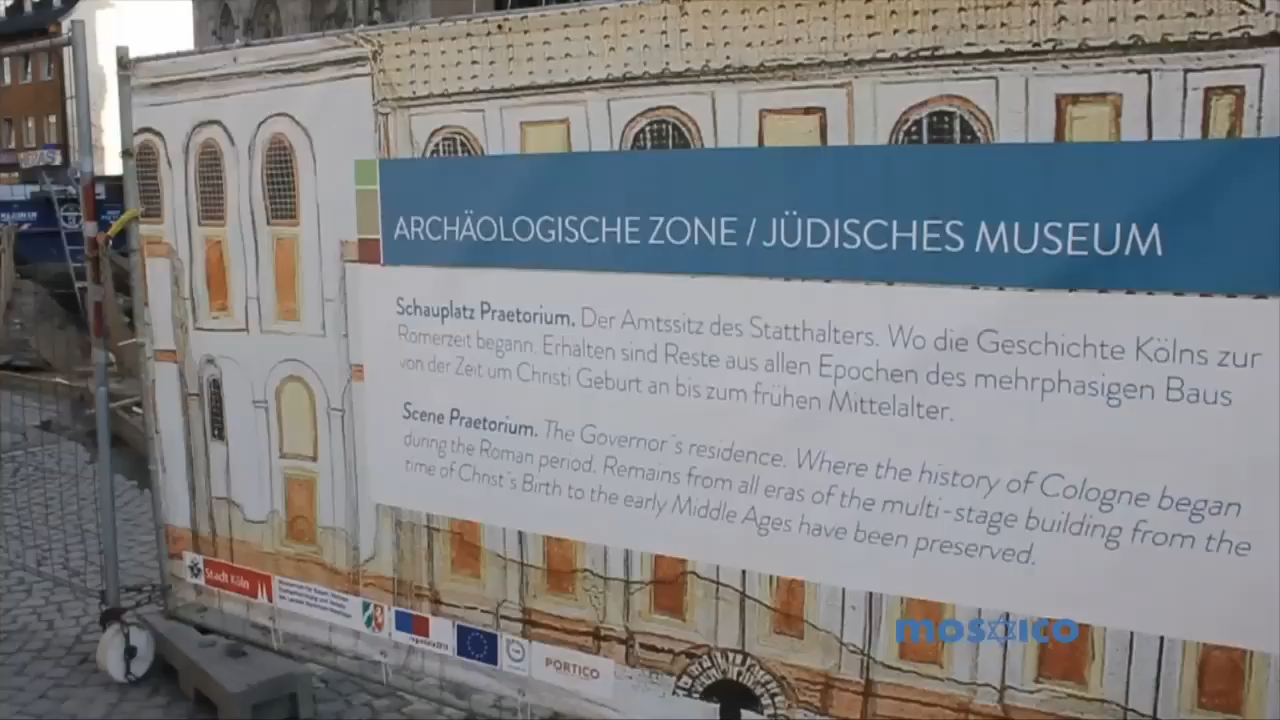 ARCHÄOLOGISCHE ZONE / JÜDISCHES MUSEUM
Schauplatz Praetorium. Der Amtssitz des Statthalters. Wo die Geschichte Kölns zur
Römerzeit begann. Erhalten sind Reste aus allen Epochen des mehrphasigen Baus
von der Zeit um Christi Geburt an bis zum frühen Mittelalter.
Scene Praetorium. The Governor´s residence. Where the history of Cologne began
during the Roman period. Remains from all eras of the multi-stage building from the
time of Christ´s Birth to the early Middle Ages have been preserved.
Stadt Köln
PORTICO
mosaico